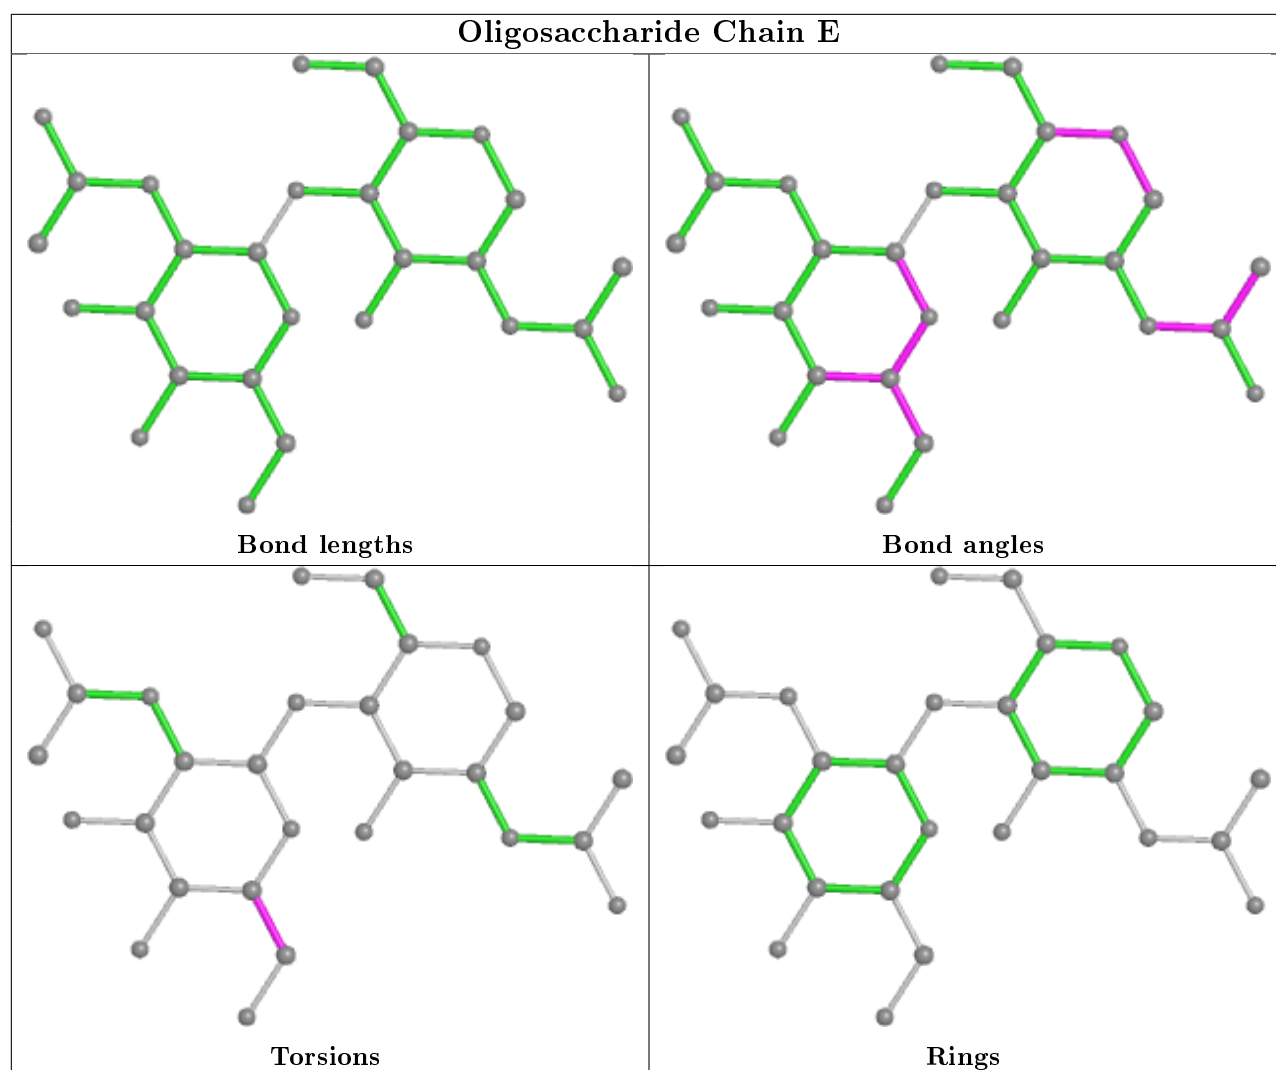 Oligosaccharide Chain E
Bond lengths
Bond angles
Torsions
Rings